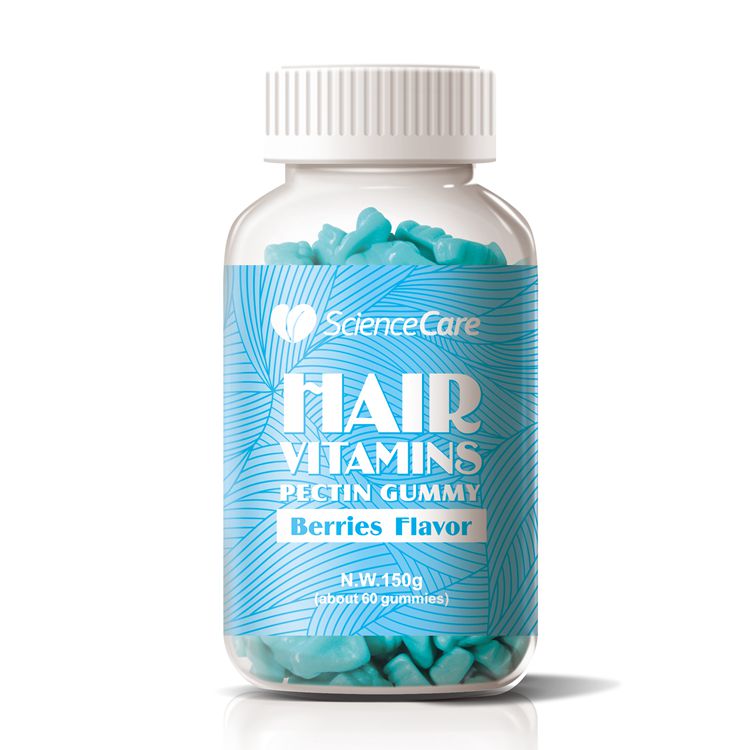 ScienceCare
HAIR
VITAMINS
PECTIN GUMMY
Berries Flavor
N.W.150g
(about 60 gummies)